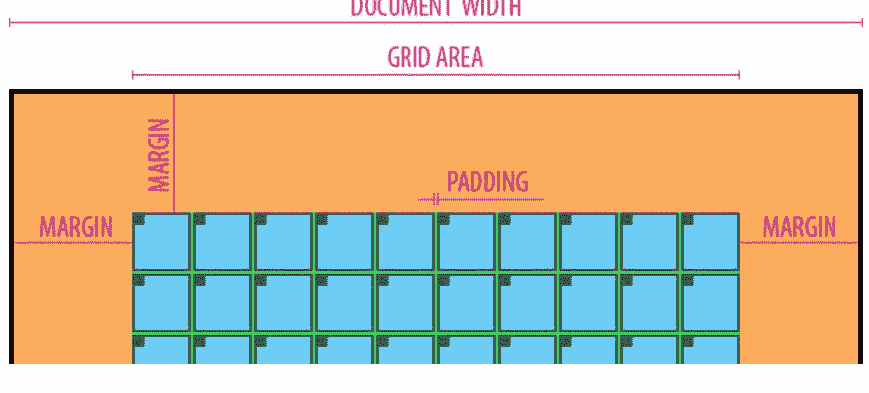 DOCUMENT WIDTH
GRID AREA
MARGIN
PADDING
MARGIN
MARGIN